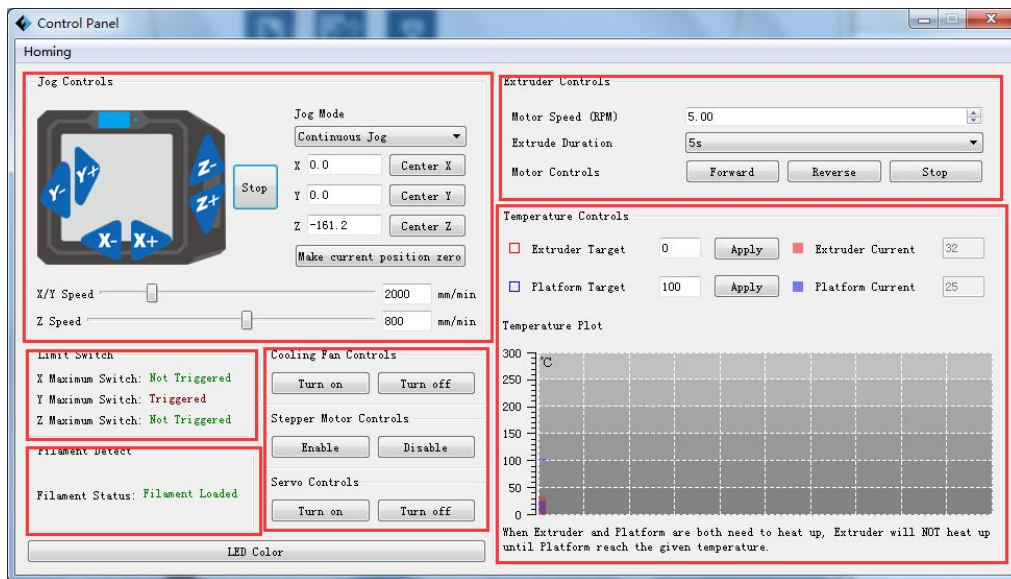 Control Panel
Homing
Jog Controls
Y-
Y+
Z-
Z+
X-
X+
Stop
Jog Mode
Continuous Jog
X 0.0 Center X
Y 0.0 Center Y
Z -161.2 Center Z
Make current position zero
X/Y Speed 2000 mm/min
Z Speed 800 mm/min
Limit Switch
X Maximum Switch: Not Triggered
Y Maximum Switch: Triggered
Z Maximum Switch: Not Triggered
Filament Detect
Filament Status: Filament Loaded
Cooling Fan Controls
Turn on Turn off
Stepper Motor Controls
Enable Disable
Servo Controls
Turn on Turn off
LED Color
Extruder Controls
Motor Speed (RPM) 5.00
Extrude Duration 5s
Motor Controls Forward Reverse Stop
Temperature Controls
Extruder Target 0 Apply Extruder Current 32
Platform Target 100 Apply Platform Current 25
Temperature Plot
℃
300
250
200
150
100
50
0
When Extruder and Platform are both need to heat up, Extruder will NOT heat up
until Platform reach the given temperature.